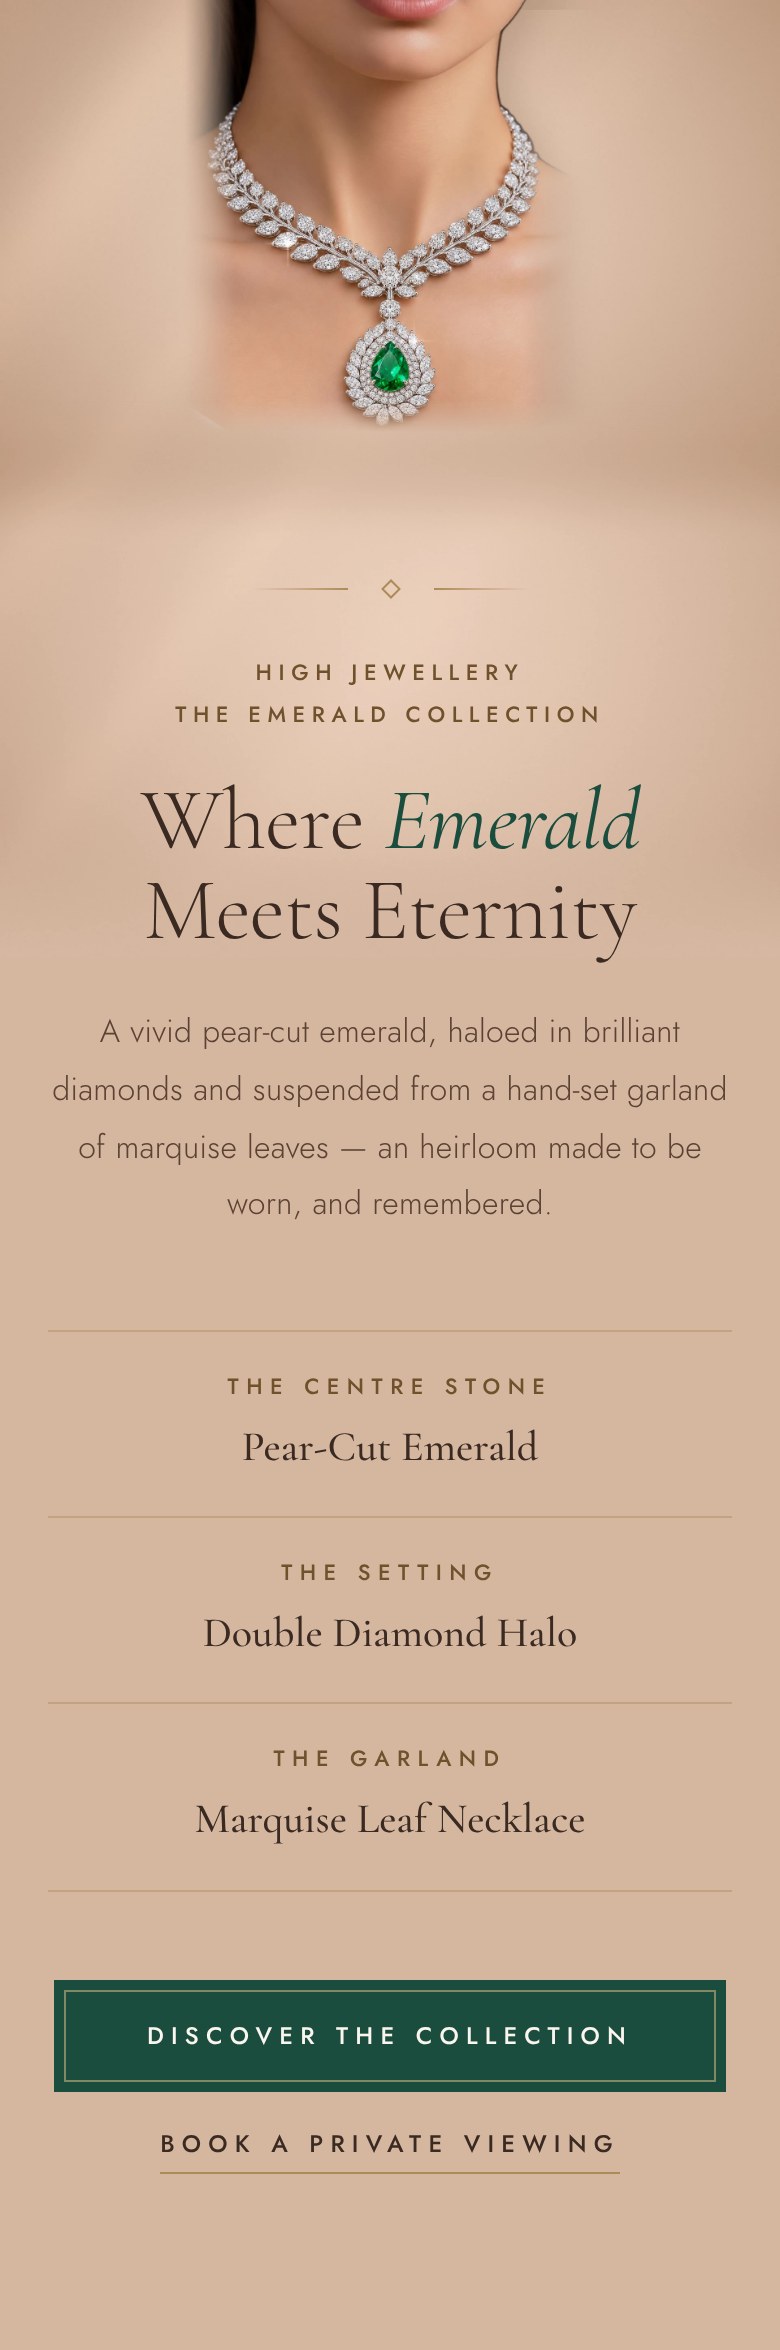 HIGH JEWELLERY
THE EMERALD COLLECTION
Where Emerald
Meets Eternity
A vivid pear-cut emerald, haloed in brilliant
diamonds and suspended from a hand-set garland
of marquise leaves — an heirloom made to be
worn, and remembered.
THE CENTRE STONE
Pear-Cut Emerald
THE SETTING
Double Diamond Halo
THE GARLAND
Marquise Leaf Necklace
DISCOVER THE COLLECTION
BOOK A PRIVATE VIEWING